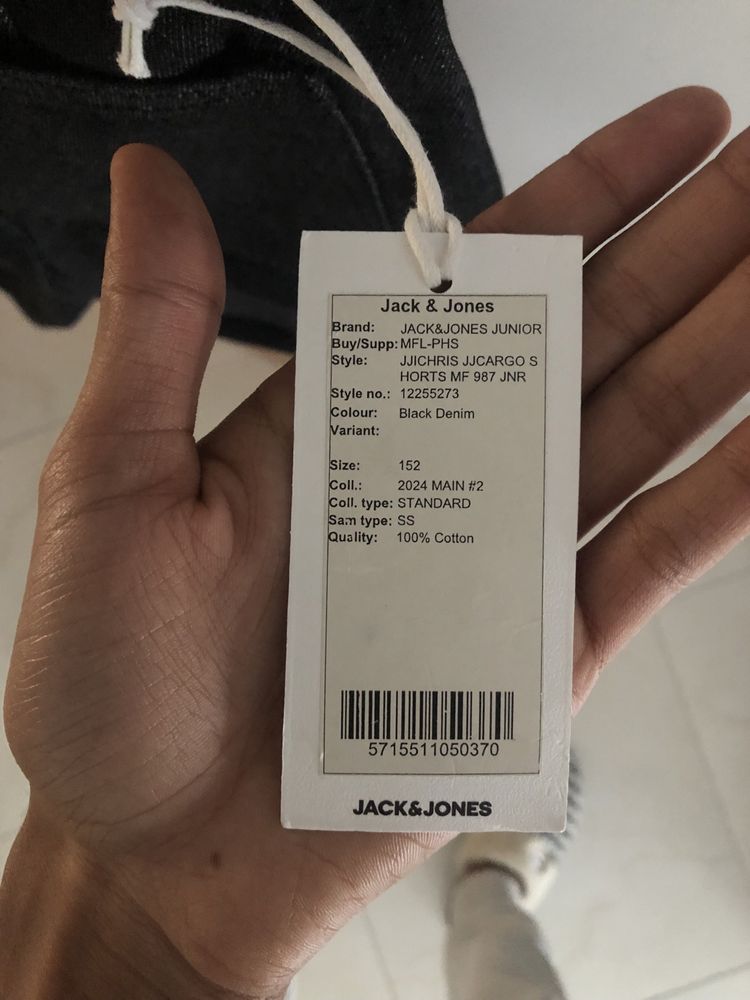 Jack & Jones
Brand: JACK&JONES JUNIOR
Buy/Supp: MFL-PHS
Style: JJICHRIS JJCARGO S
HORTS MF 987 JNR
Style no.: 12255273
Colour: Black Denim
Variant:
Size: 152
Coll.: 2024 MAIN #2
Coll. type: STANDARD
Sam type: SS
Quality: 100% Cotton
5715511050370
JACK&JONES